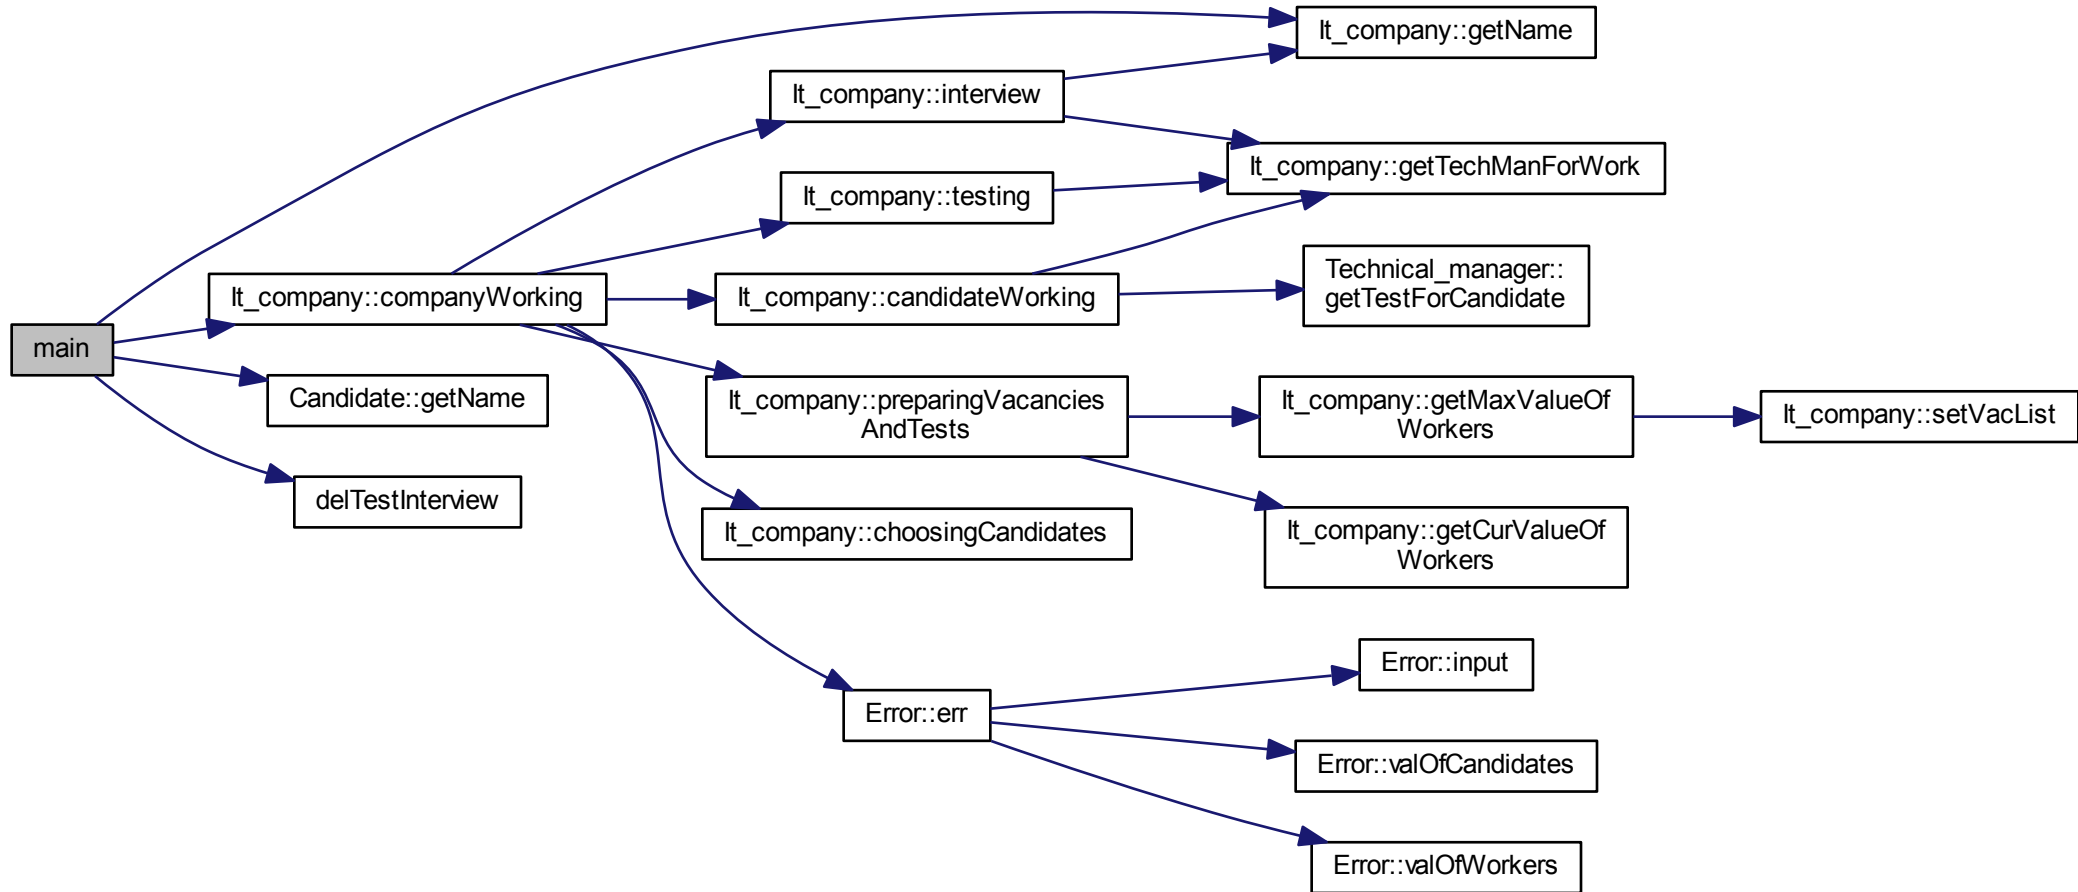 It_company::getName
It_company::interview
It_company::getTechManForWork
It_company::testing
Technical_manager::
getTestForCandidate
It_company::companyWorking
It_company::candidateWorking
main
Candidate::getName
It_company::preparingVacancies
AndTests
It_company::getMaxValueOf
Workers
It_company::setVacList
delTestInterview
It_company::choosingCandidates
It_company::getCurValueOf
Workers
Error::input
Error::err
Error::valOfCandidates
Error::valOfWorkers